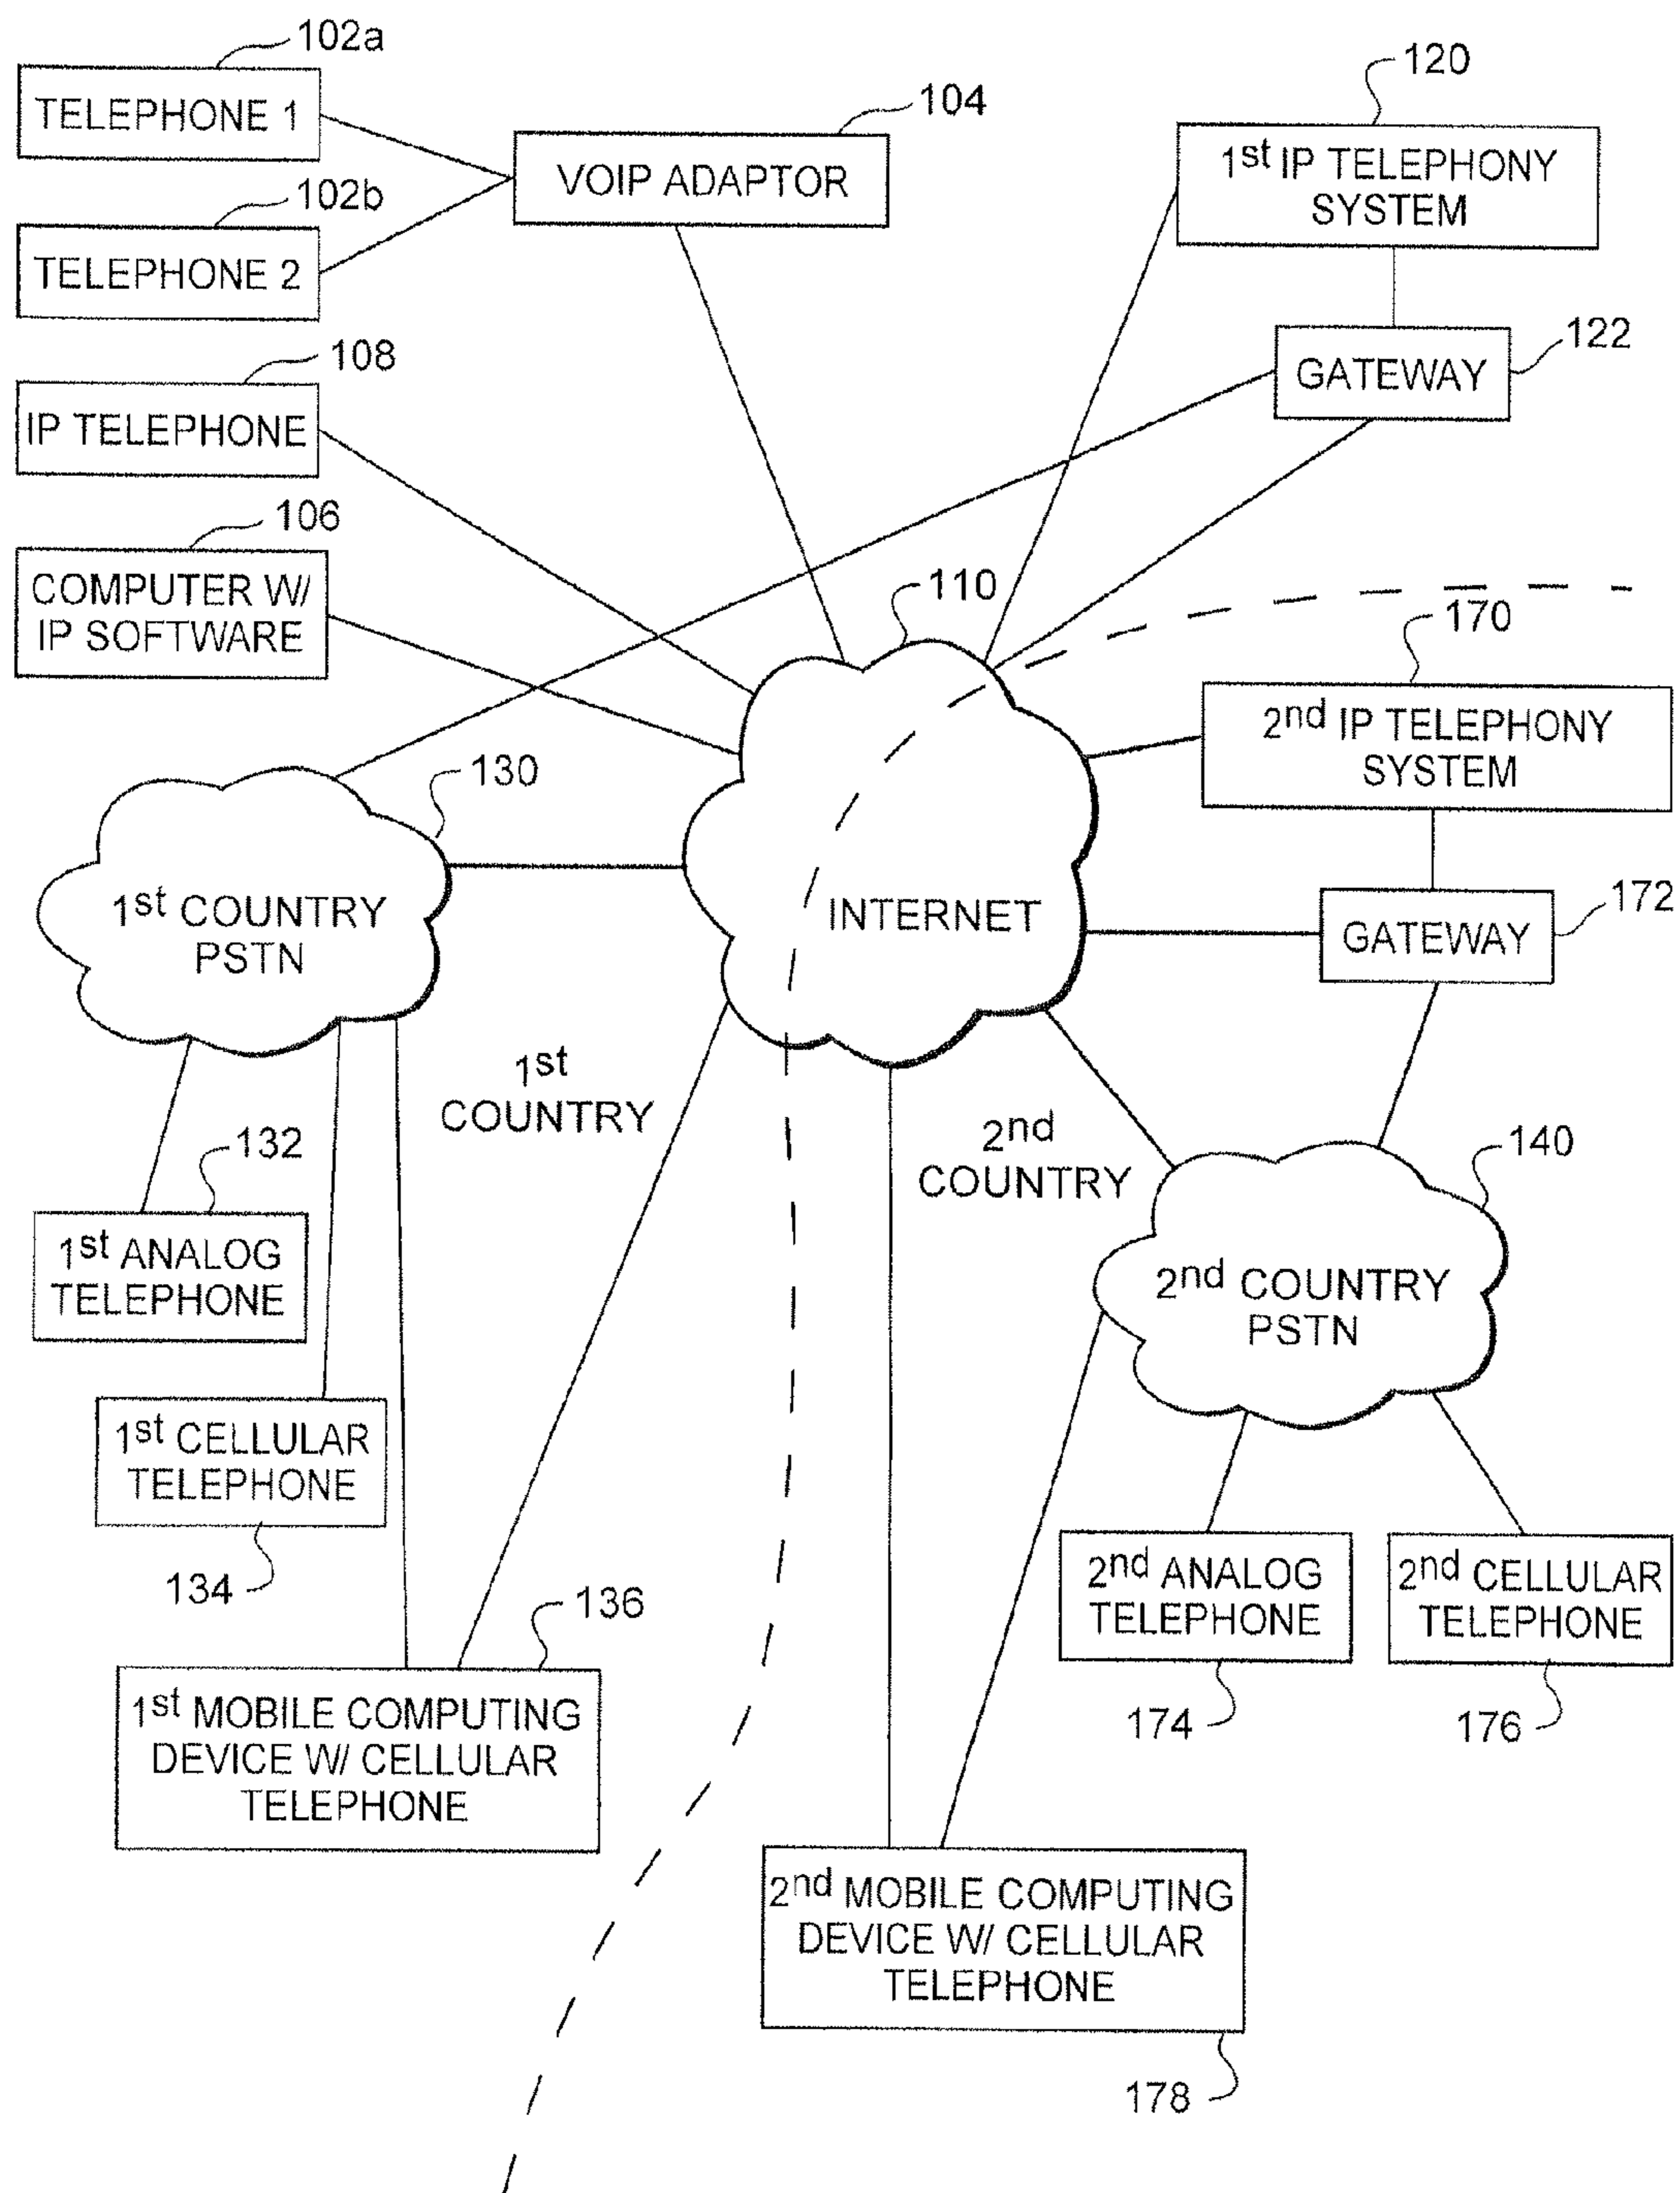 102a
TELEPHONE 1
102b
TELEPHONE 2
104
VOIP ADAPTOR
120
1st IP TELEPHONY
SYSTEM
122
GATEWAY
108
IP TELEPHONE
106
COMPUTER W/
IP SOFTWARE
110
INTERNET
170
2nd IP TELEPHONY
SYSTEM
172
GATEWAY
130
1st COUNTRY
PSTN
1st
COUNTRY
2nd
COUNTRY
140
2nd COUNTRY
PSTN
132
1st ANALOG
TELEPHONE
1st CELLULAR
TELEPHONE
134
136
1st MOBILE COMPUTING
DEVICE W/ CELLULAR
TELEPHONE
2nd ANALOG
TELEPHONE
174
2nd CELLULAR
TELEPHONE
176
2nd MOBILE COMPUTING
DEVICE W/ CELLULAR
TELEPHONE
178